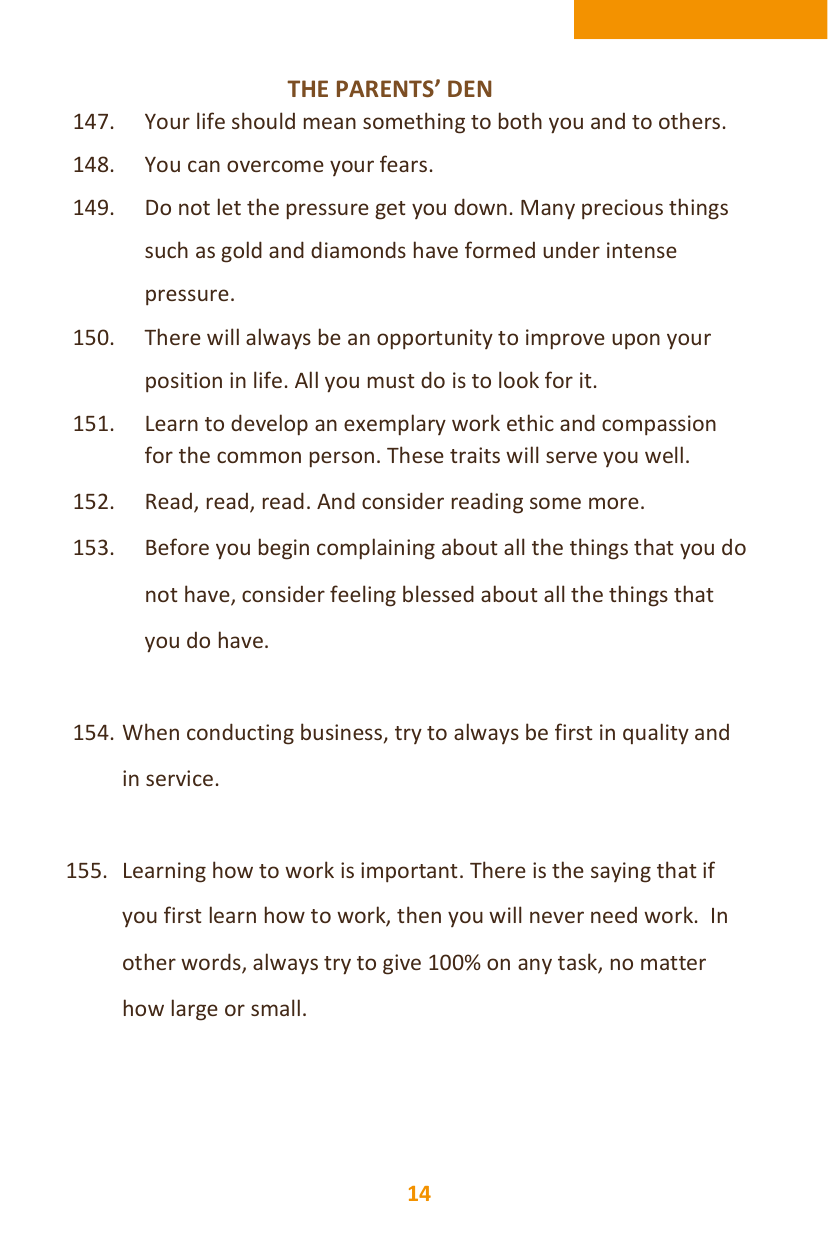 THE PARENTS’ DEN
147. Your life should mean something to both you and to others.
148. You can overcome your fears.
149. Do not let the pressure get you down. Many precious things
such as gold and diamonds have formed under intense
pressure.
150. There will always be an opportunity to improve upon your
position in life. All you must do is to look for it.
151. Learn to develop an exemplary work ethic and compassion
for the common person. These traits will serve you well.
152. Read, read, read. And consider reading some more.
153. Before you begin complaining about all the things that you do
not have, consider feeling blessed about all the things that
you do have.
154. When conducting business, try to always be first in quality and
in service.
155. Learning how to work is important. There is the saying that if
you first learn how to work, then you will never need work.  In
other words, always try to give 100% on any task, no matter
how large or small.
14